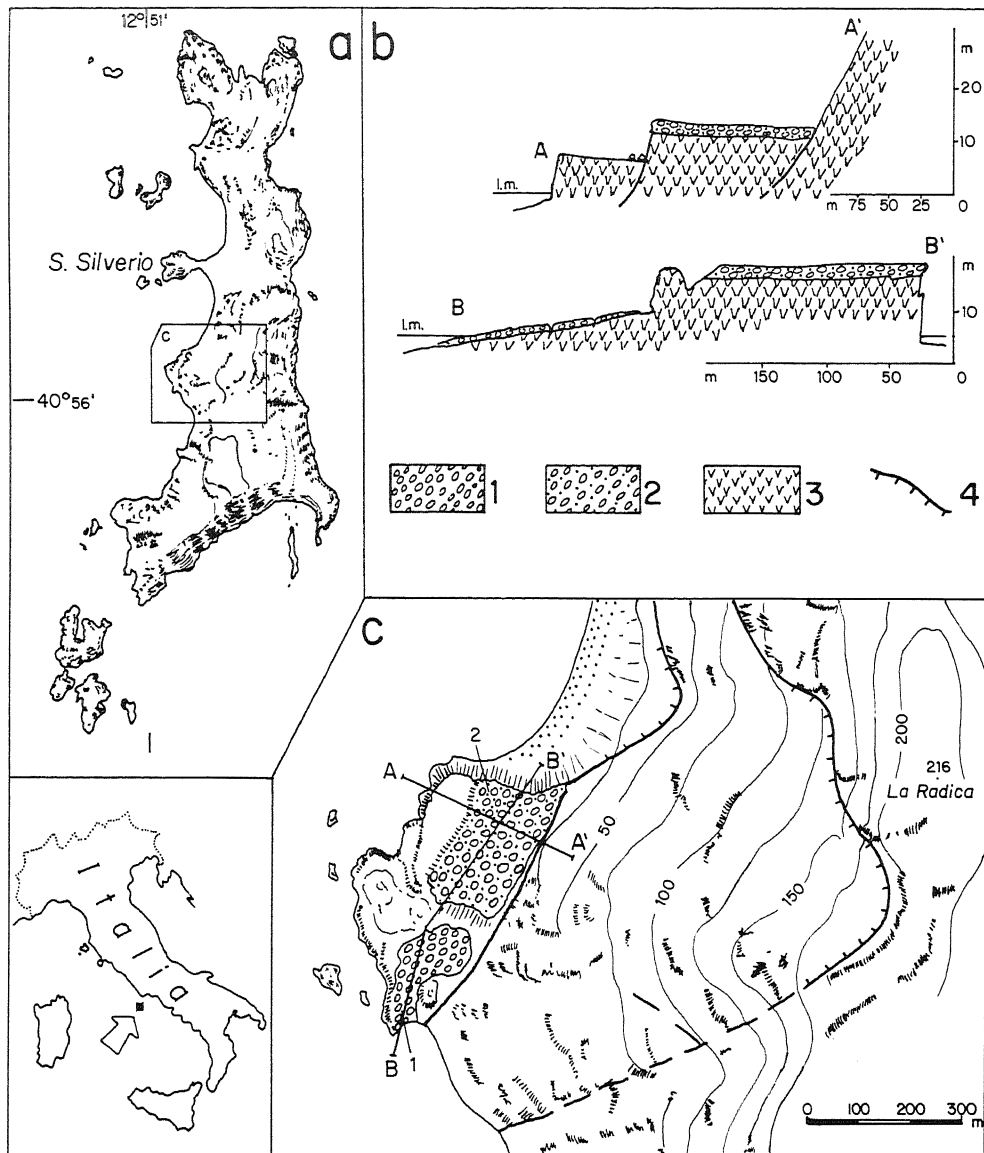 12°51'
a
S. Silverio
c
40°56'
b
A'
m
20
10
A
l.m.
m 75 50 25 0
B'
m
B
l.m.
10
m 150 100 50 0
1 2 3 4
c
2
A B'
A'
50
100
150
200
216
La Radica
B 1
0 100 200 300
m
Italia